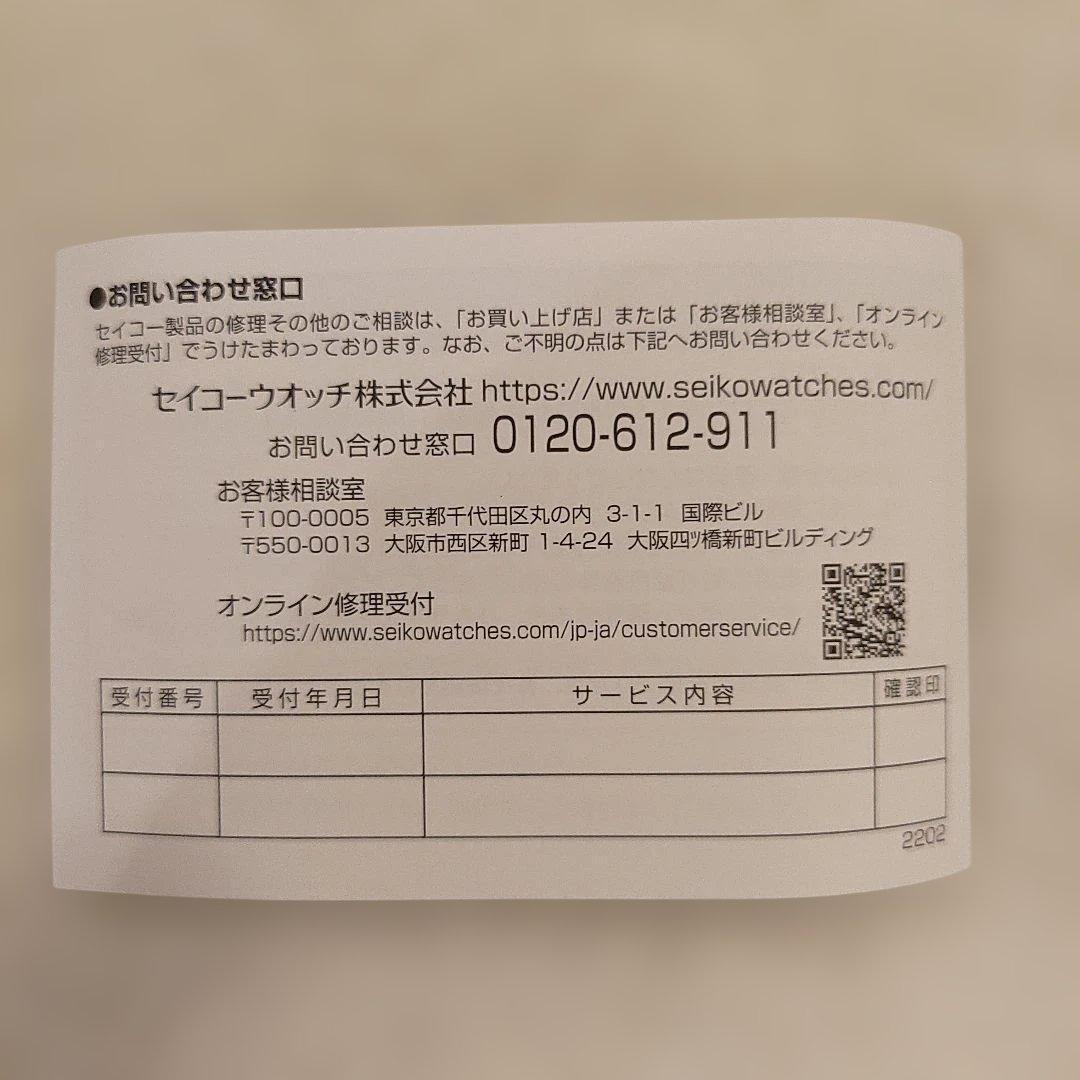 ●お問い合わせ窓口
セイコー製品の修理その他のご相談は、「お買い上げ店」または「お客様相談室」、「オンライン
修理受付」でうけたまわっております。なお、ご不明の点は下記へお問い合わせください。
セイコーウオッチ株式会社 https://www.seikowatches.com/
お問い合わせ窓口 0120-612-911
お客様相談室
〒100-0005 東京都千代田区丸の内 3-1-1 国際ビル
〒550-0013 大阪市西区新町 1-4-24 大阪四ツ橋新町ビルディング
オンライン修理受付
https://www.seikowatches.com/jp-ja/customerservice/
受付番号 受付年月日 サービス内容 確認印
2202